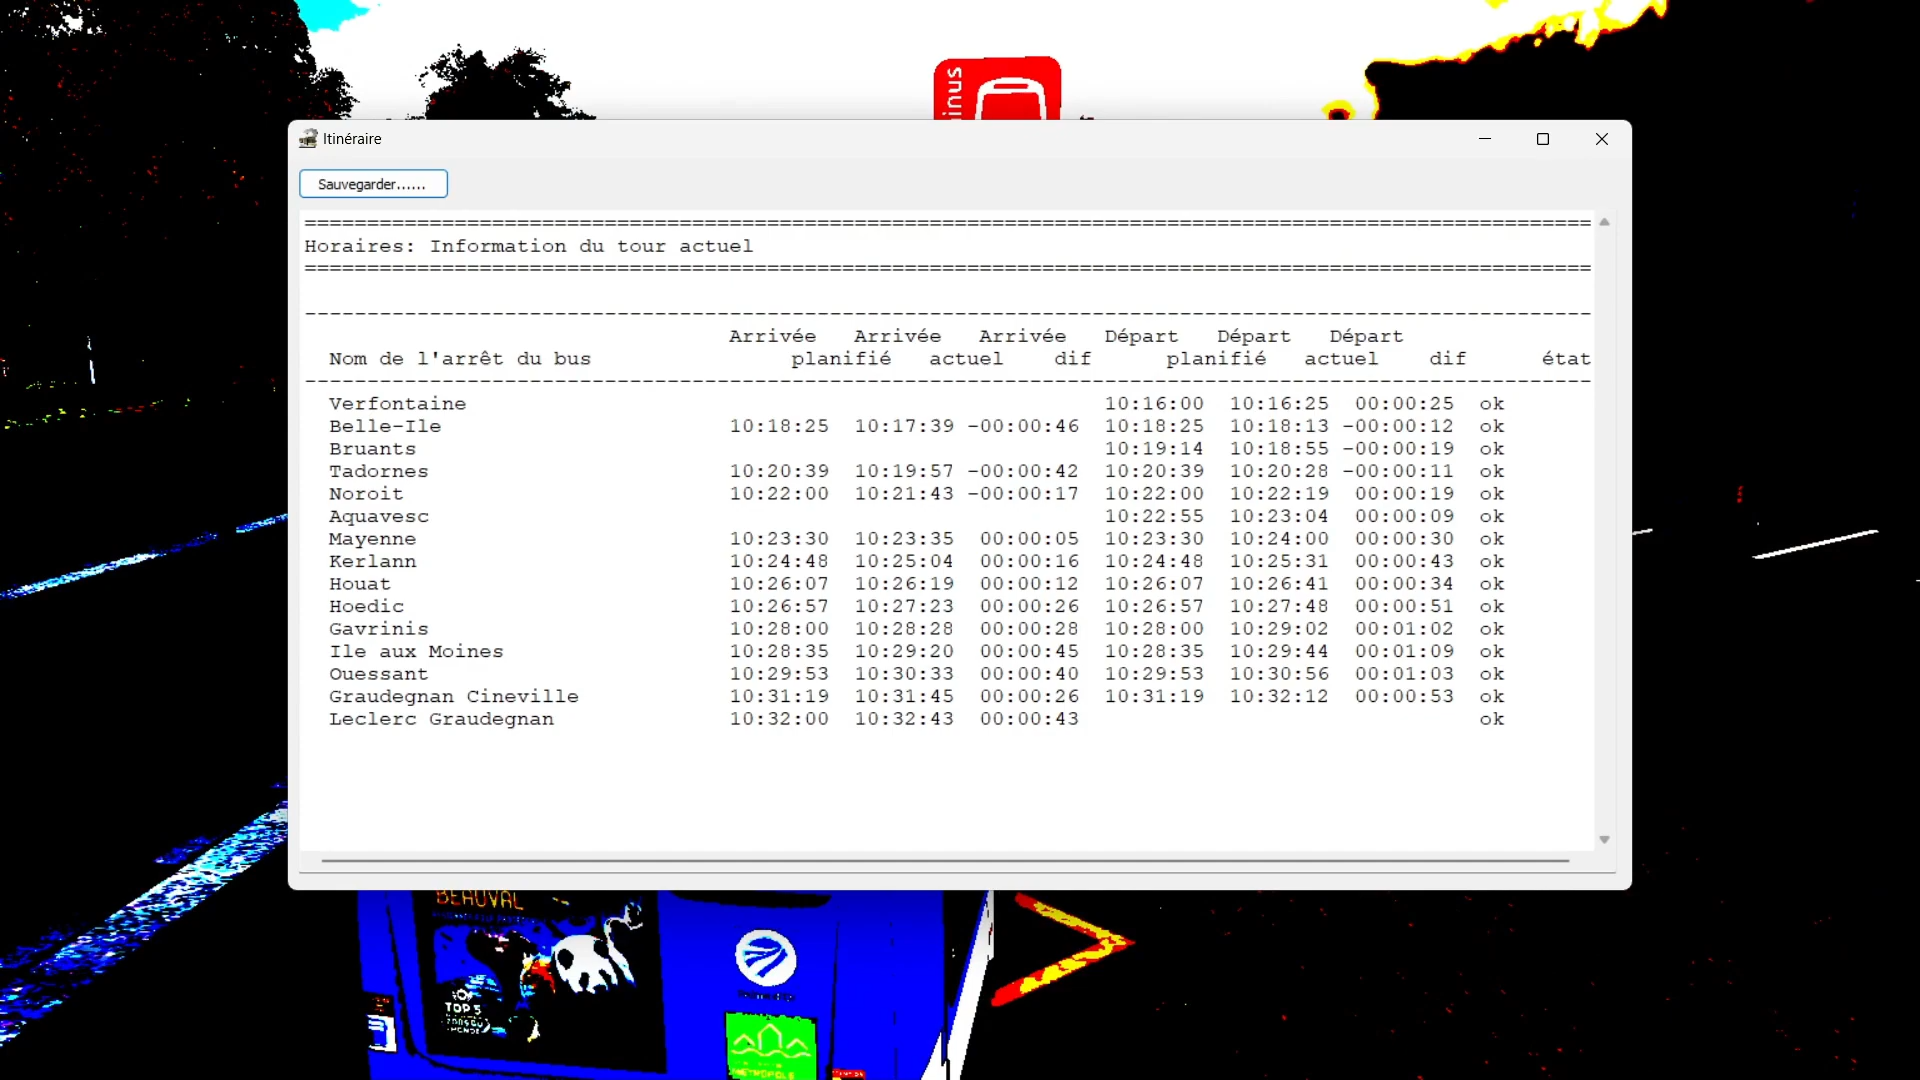 inus
Itinéraire
Sauvegarder......
Horaires: Information du tour actuel
Arrivée Arrivée Arrivée Départ Départ Départ
Nom de l'arrêt du bus planifié actuel dif planifié actuel dif état
Verfontaine 10:16:00 10:16:25 00:00:25 ok
Belle-Ile 10:18:25 10:17:39 -00:00:46 10:18:25 10:18:13 -00:00:12 ok
Bruants 10:19:14 10:18:55 -00:00:19 ok
Tadornes 10:20:39 10:19:57 -00:00:42 10:20:39 10:20:28 -00:00:11 ok
Noroit 10:22:00 10:21:43 -00:00:17 10:22:00 10:22:19 00:00:19 ok
Aquavesc 10:22:55 10:23:04 00:00:09 ok
Mayenne 10:23:30 10:23:35 00:00:05 10:23:30 10:24:00 00:00:30 ok
Kerlann 10:24:48 10:25:04 00:00:16 10:24:48 10:25:31 00:00:43 ok
Houat 10:26:07 10:26:19 00:00:12 10:26:07 10:26:41 00:00:34 ok
Hoedic 10:26:57 10:27:23 00:00:26 10:26:57 10:27:48 00:00:51 ok
Gavrinis 10:28:00 10:28:28 00:00:28 10:28:00 10:29:02 00:01:02 ok
Ile aux Moines 10:28:35 10:29:20 00:00:45 10:28:35 10:29:44 00:01:09 ok
Ouessant 10:29:53 10:30:33 00:00:40 10:29:53 10:30:56 00:01:03 ok
Graudegnan Cineville 10:31:19 10:31:45 00:00:26 10:31:19 10:32:12 00:00:53 ok
Leclerc Graudegnan 10:32:00 10:32:43 00:00:43 ok
BEAUVAL
TOP 5
METROPOLE